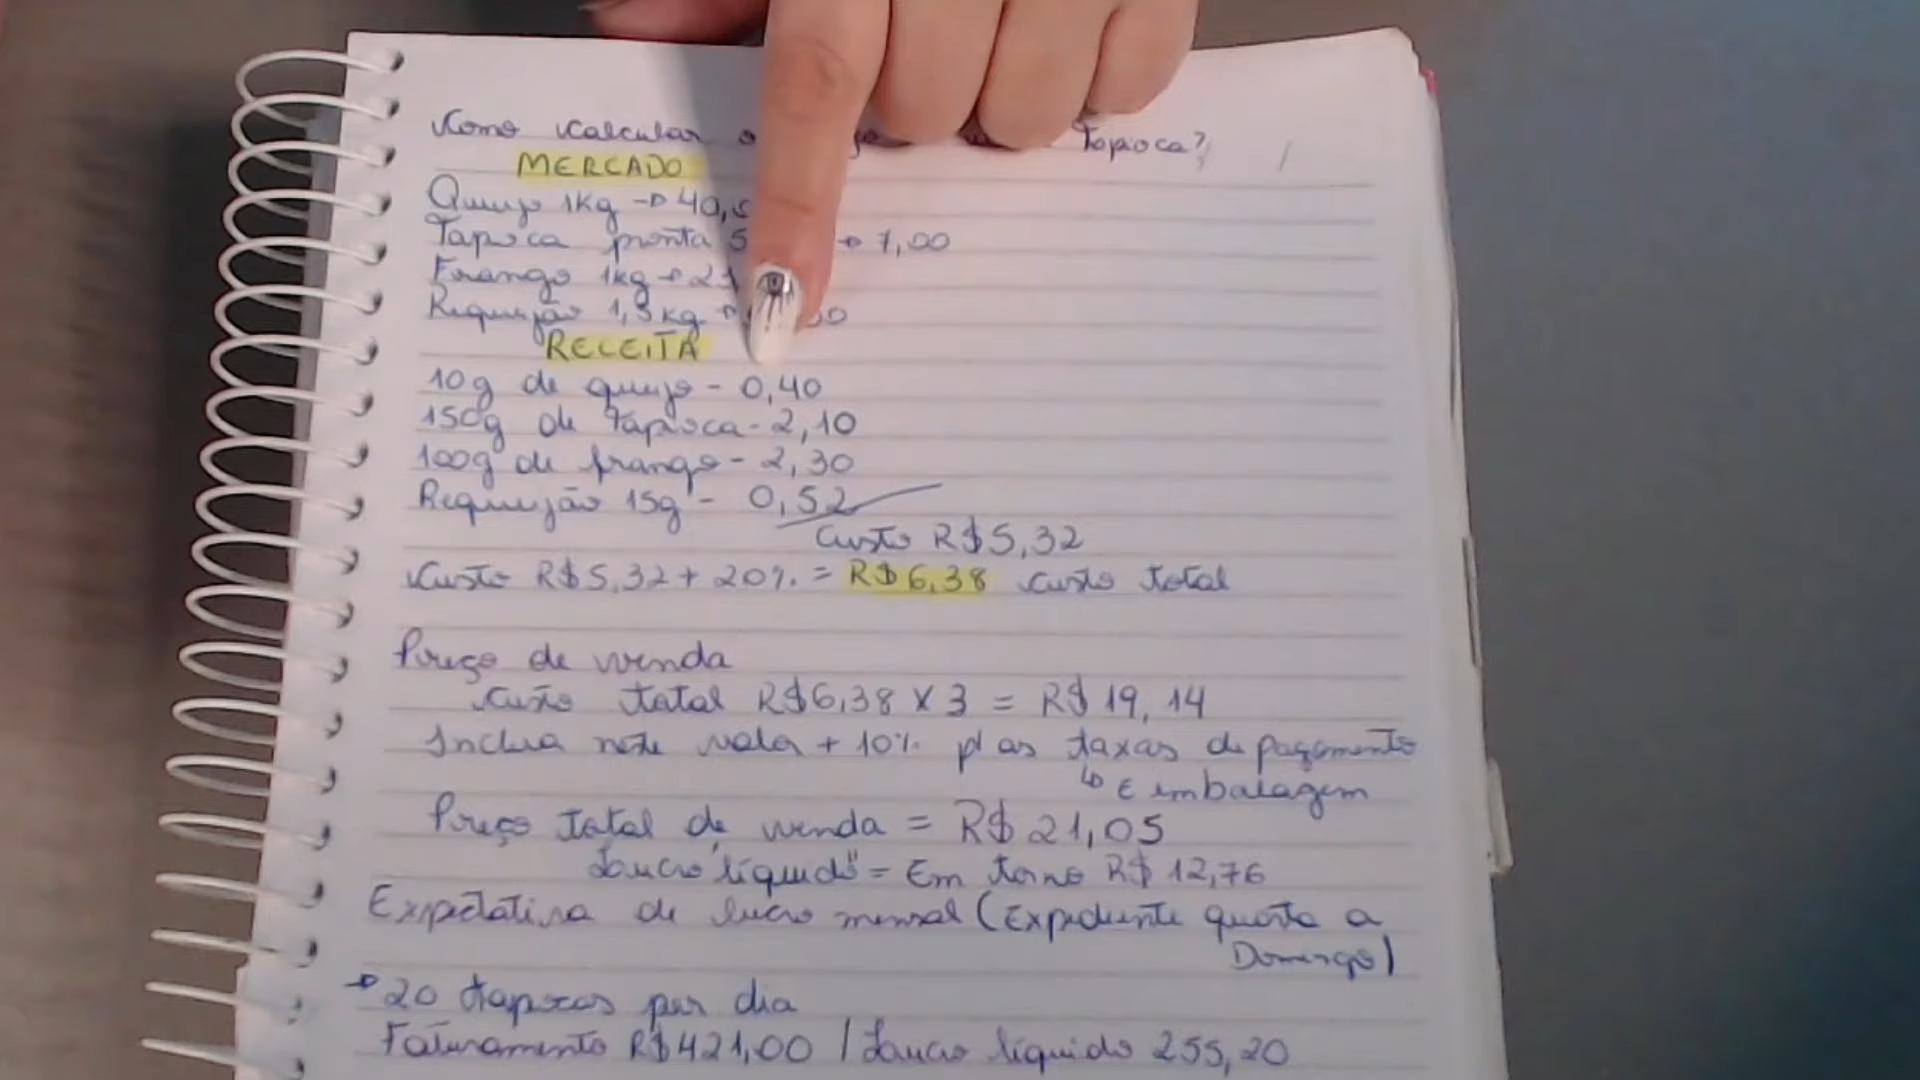 Como calcular o Tapioca?
MERCADO
Queijo 1Kg → 40,
Tapioca pronta 5 → 7,00
Frango 1kg → 2
Requeijão 1,5kg → 0
RECEITA
10g de queijo - 0,40
150g de tapioca - 2,10
100g de frango - 2,30
Requeijão 15g - 0,52
Custo R$5,32
Custo R$5,32 + 20% = R$6,38 custo total
Preço de venda
Custo total R$6,38 x 3 = R$19,14
Inclua neste valor + 10% p/ as taxas de pagamento
↳ E embalagem
Preço total de venda = R$21,05
Lucro "líquido" = Em torno R$12,76
Expectativa de lucro mensal (Expediente quarta a
Domingo)
→ 20 tapiocas por dia
Faturamento R$421,00 / Lucro líquido 255,20